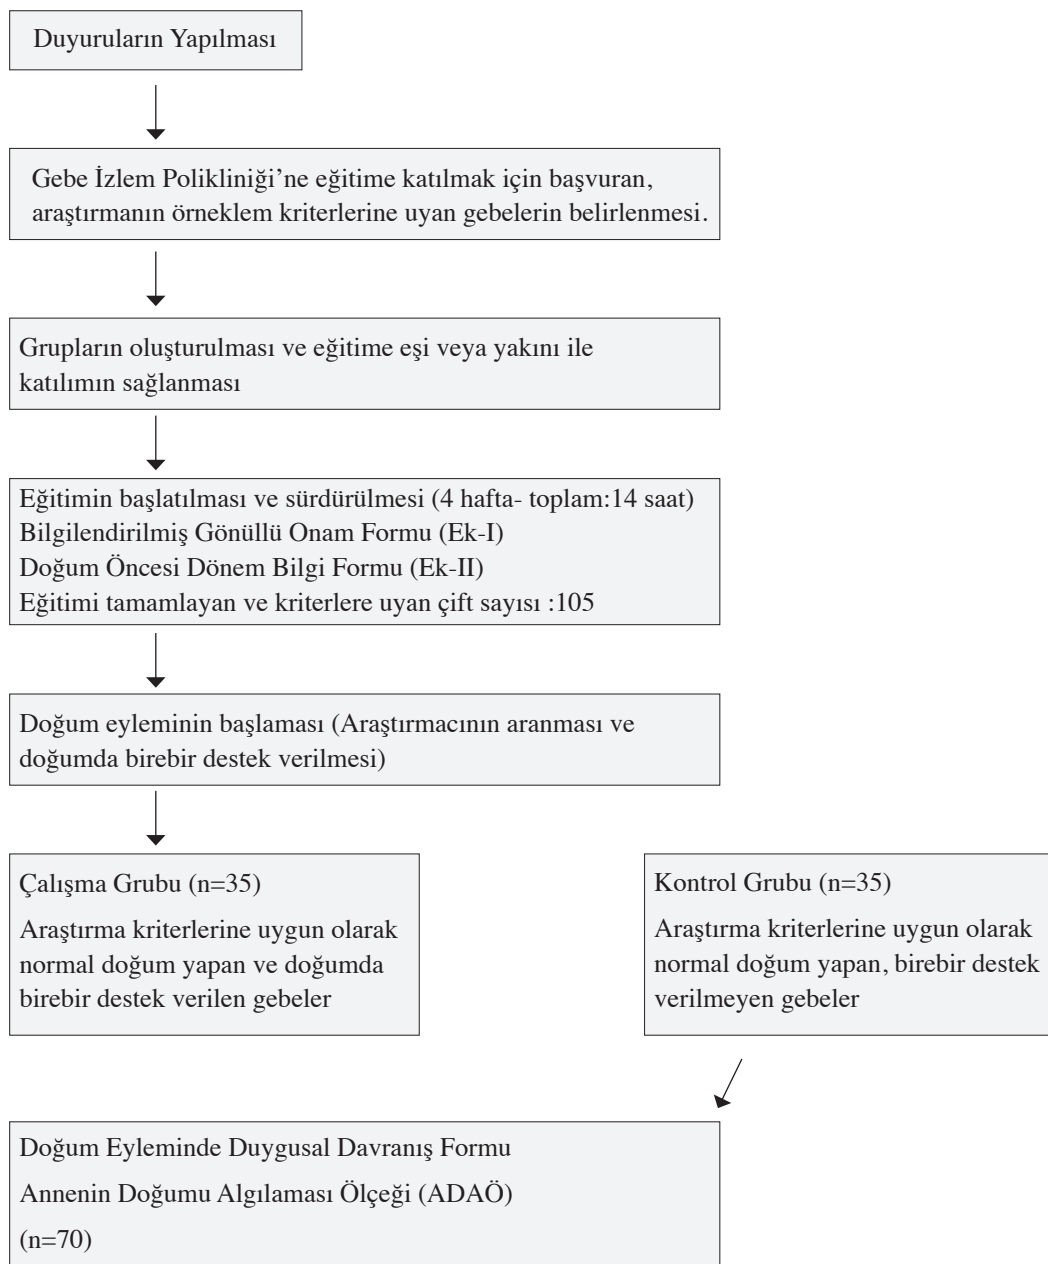 Duyuruların Yapılması
Gebe İzlem Polikliniği’ne eğitime katılmak için başvuran,
araştırmanın örneklem kriterlerine uyan gebelerin belirlenmesi.
Grupların oluşturulması ve eğitime eşi veya yakını ile
katılımın sağlanması
Eğitimin başlatılması ve sürdürülmesi (4 hafta- toplam:14 saat)
Bilgilendirilmiş Gönüllü Onam Formu (Ek-I)
Doğum Öncesi Dönem Bilgi Formu (Ek-II)
Eğitimi tamamlayan ve kriterlere uyan çift sayısı :105
Doğum eyleminin başlaması (Araştırmacının aranması ve
doğumda birebir destek verilmesi)
Çalışma Grubu (n=35)
Araştırma kriterlerine uygun olarak
normal doğum yapan ve doğumda
birebir destek verilen gebeler
Kontrol Grubu (n=35)
Araştırma kriterlerine uygun olarak
normal doğum yapan, birebir destek
verilmeyen gebeler
Doğum Eyleminde Duygusal Davranış Formu
Annenin Doğumu Algılaması Ölçeği (ADAÖ)
(n=70)